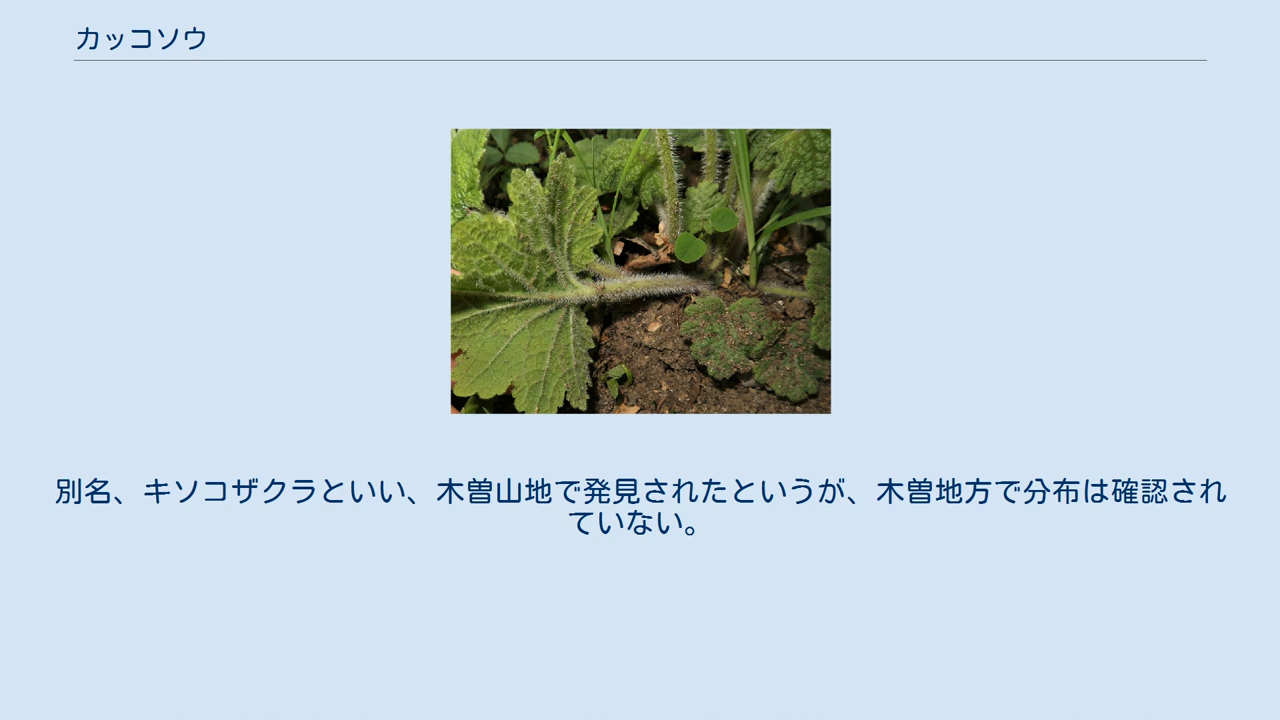 カッコソウ
別名、キソコザクラといい、木曽山地で発見されたというが、木曽地方で分布は確認され
ていない。